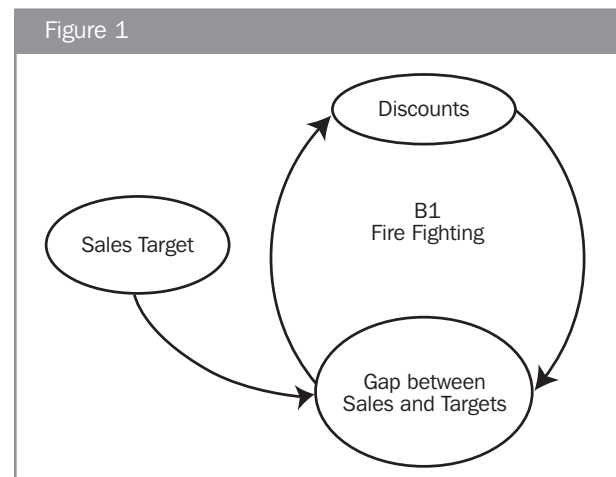 Figure 1
Discounts
B1
Fire Fighting
Sales Target
Gap between
Sales and Targets